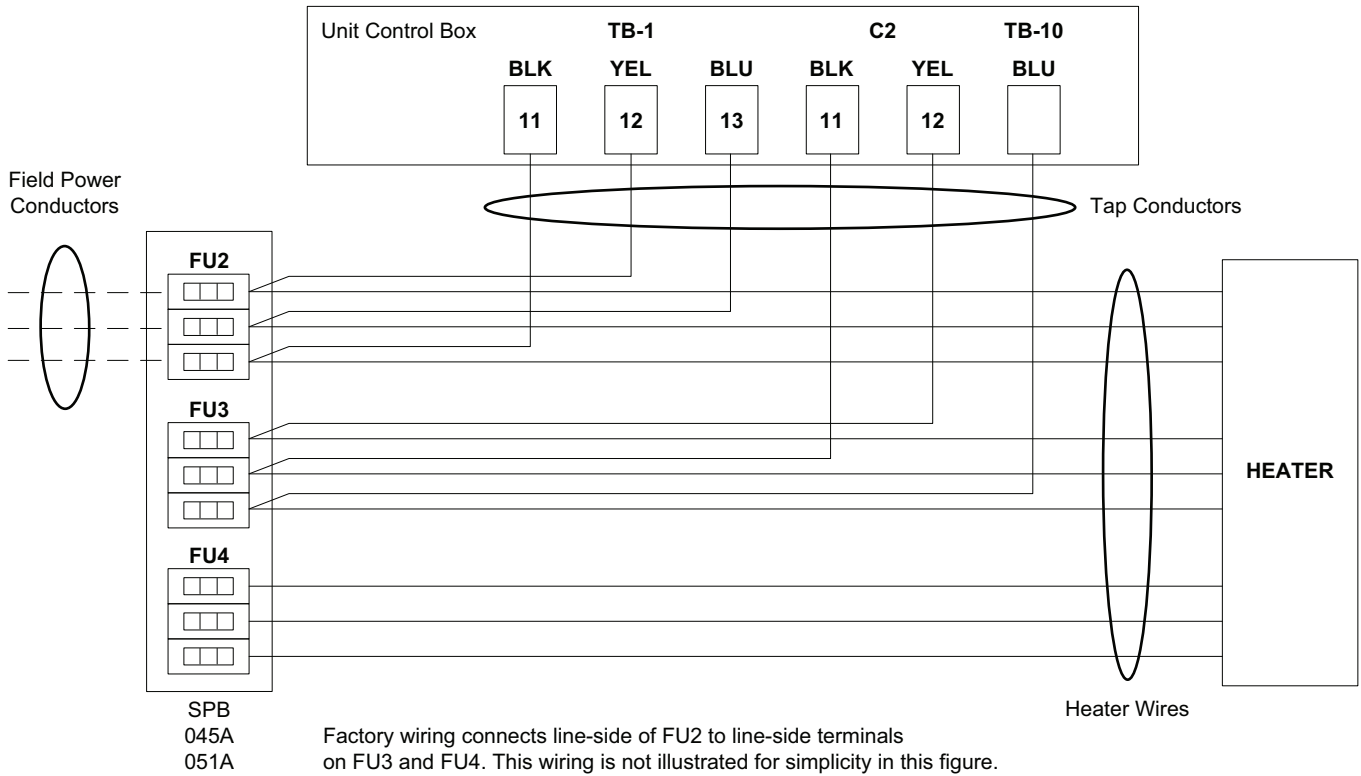 Unit Control Box TB-1 C2 TB-10
BLK YEL BLU BLK YEL BLU
11 12 13 11 12
Field Power
Conductors
Tap Conductors
FU2
FU3
HEATER
FU4
SPB
045A
051A
Heater Wires
Factory wiring connects line-side of FU2 to line-side terminals
on FU3 and FU4. This wiring is not illustrated for simplicity in this figure.